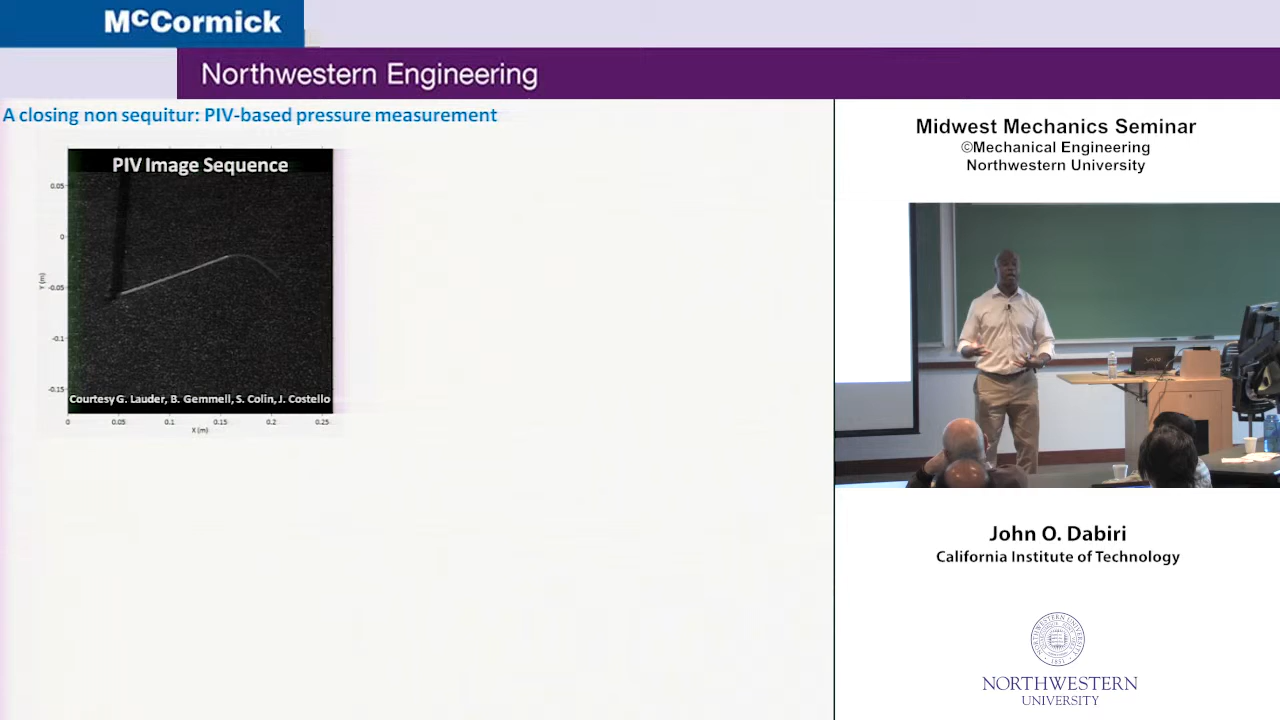 McCormick
Northwestern Engineering
A closing non sequitur: PIV-based pressure measurement
PIV Image Sequence
0.05
0
-0.05
-0.1
-0.15
Y (m)
Courtesy G. Lauder, B. Gemmell, S. Colin, J. Costello
0
0.05
0.1
0.15
0.2
0.25
X (m)
Midwest Mechanics Seminar
©Mechanical Engineering
Northwestern University
VAIO
John O. Dabiri
California Institute of Technology
NORTHWESTERN
UNIVERSITY
1851